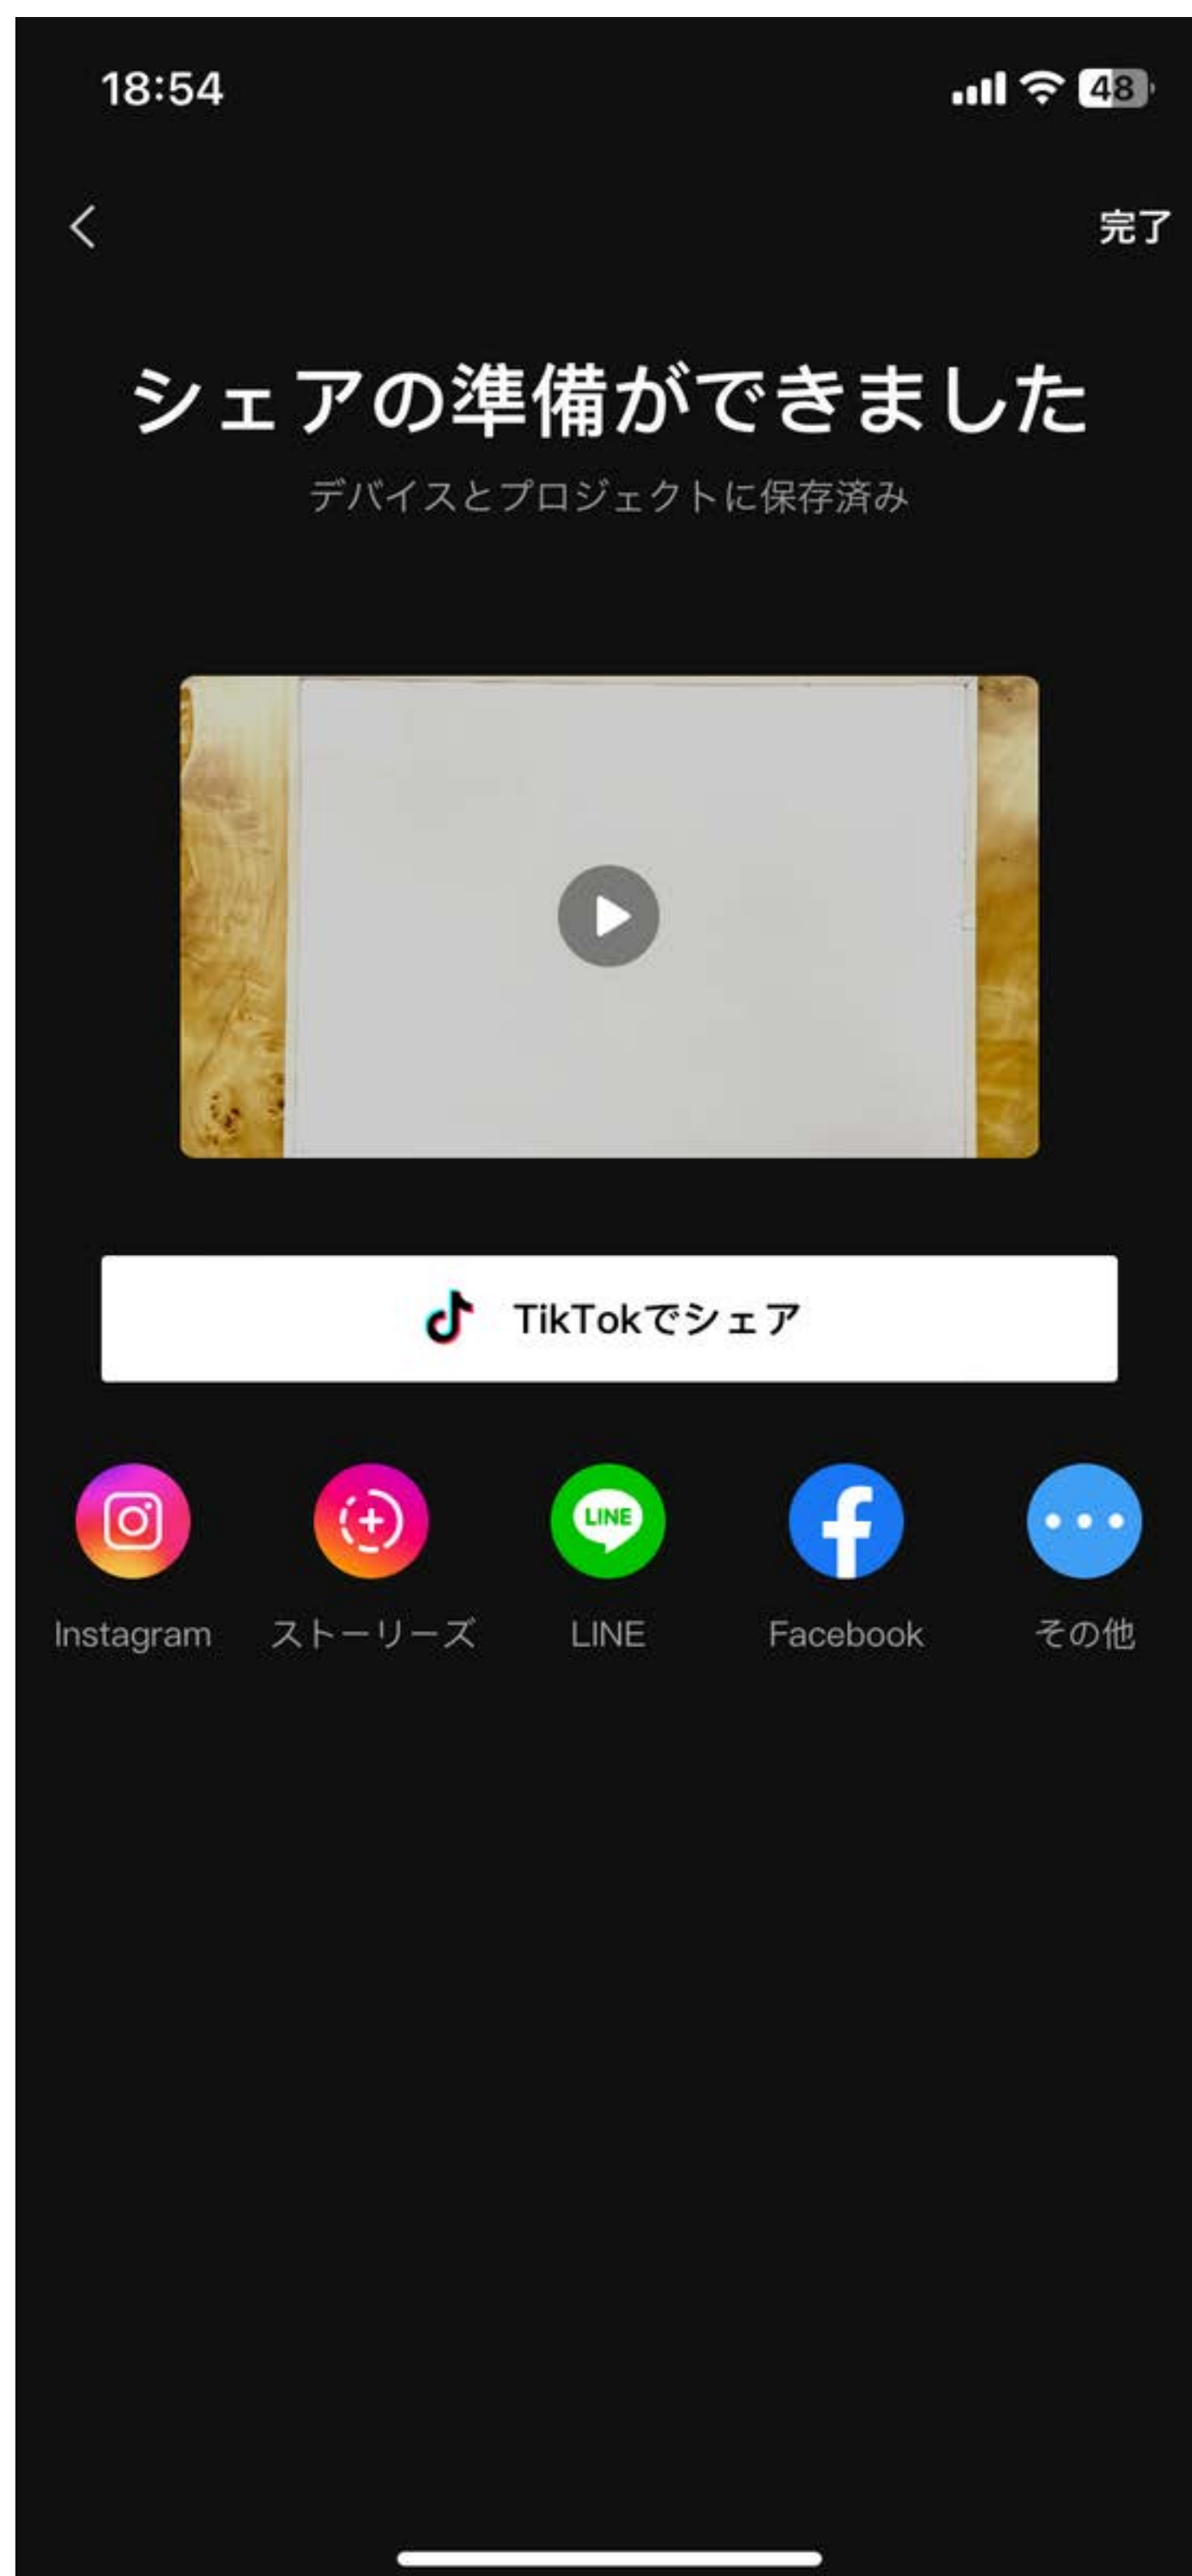 18:54
48
完了
シェアの準備ができました
デバイスとプロジェクトに保存済み
TikTokでシェア
LINE
Instagram
ストーリーズ
LINE
Facebook
その他